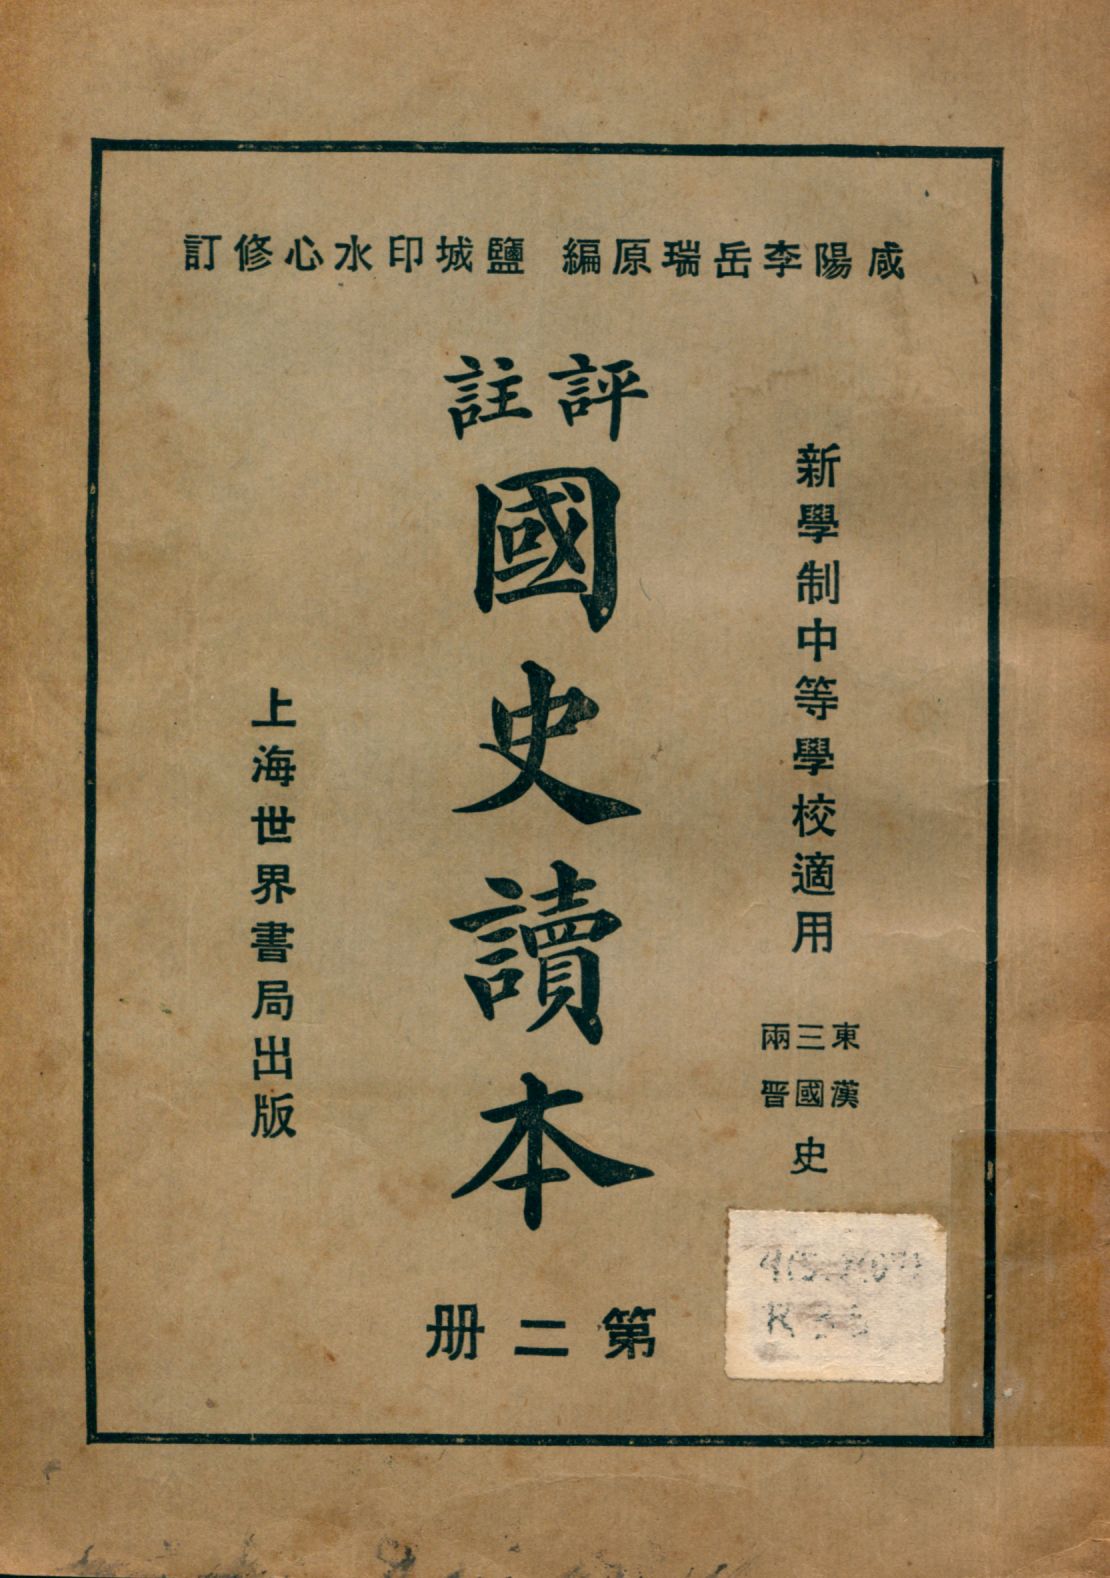 咸陽李岳瑞原編 鹽城印水心修訂
新學制中等學校適用
東漢
三國
兩晋
史
評註
國史讀本
第二册
上海世界書局出版